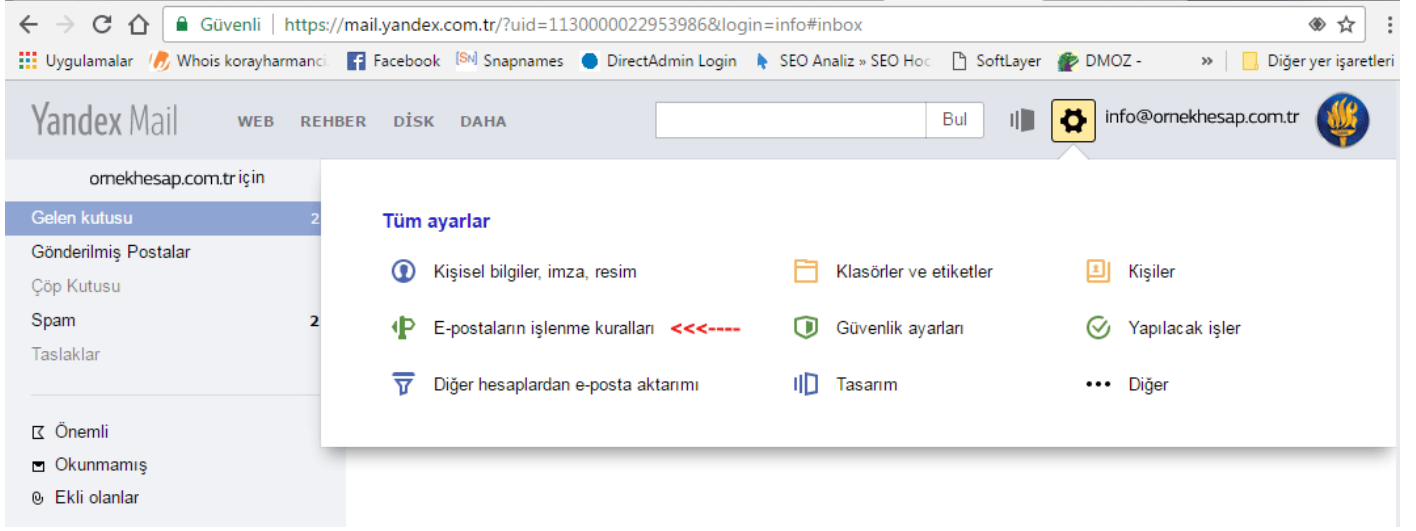 Güvenli | https://mail.yandex.com.tr/?uid=1130000022953986&login=info#inbox
Uygulamalar Whois korayharmanci. Facebook [SN] Snapnames DirectAdmin Login SEO Analiz » SEO Hoc SoftLayer DMOZ - » Diğer yer işaretleri
Yandex Mail WEB REHBER DİSK DAHA Bul info@ornekhesap.com.tr
ornekhesap.com.tr için
Tüm ayarlar
Gelen kutusu 2
Gönderilmiş Postalar
Çöp Kutusu
Spam 2
Taslaklar
Kişisel bilgiler, imza, resim Klasörler ve etiketler Kişiler
E-postaların işlenme kuralları <<<---- Güvenlik ayarları Yapılacak işler
Diğer hesaplardan e-posta aktarımı Tasarım ••• Diğer
Önemli
Okunmamış
Ekli olanlar